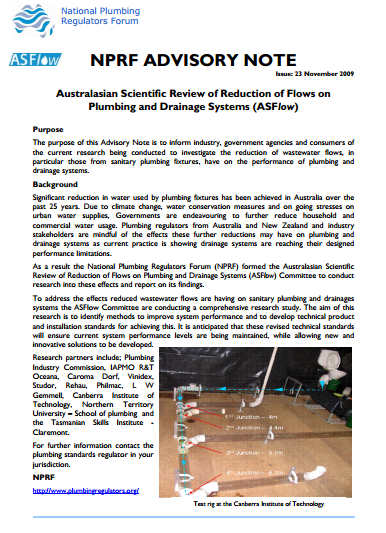 National Plumbing
Regulators Forum
ASFlow
NPRF ADVISORY NOTE
Issue: 23 November 2009
Australasian Scientific Review of Reduction of Flows on
Plumbing and Drainage Systems (ASFlow)
Purpose
The purpose of this Advisory Note is to inform industry, government agencies and consumers of
the current research being conducted to investigate the reduction of wastewater flows, in
particular those from sanitary plumbing fixtures, have on the performance of plumbing and
drainage systems.
Background
Significant reduction in water used by plumbing fixtures has been achieved in Australia over the
past 25 years. Due to climate change, water conservation measures and on going stresses on
urban water supplies, Governments are endeavouring to further reduce household and
commercial water usage. Plumbing regulators from Australia and New Zealand and industry
stakeholders are mindful of the effects these further reductions may have on plumbing and
drainage systems as current practice is showing drainage systems are reaching their designed
performance limitations.
As a result the National Plumbing Regulators Forum (NPRF) formed the Australasian Scientific
Review of Reduction of Flows on Plumbing and Drainage Systems (ASFlow) Committee to conduct
research into these effects and report on its findings.
To address the effects reduced wastewater flows are having on sanitary plumbing and drainages
systems the ASFlow Committee are conducting a comprehensive research study. The aim of this
research is to identify methods to improve system performance and to develop technical product
and installation standards for achieving this. It is anticipated that these revised technical standards
will ensure current system performance levels are being maintained, while allowing new and
innovative solutions to be developed.
Research partners include; Plumbing
Industry Commission, IAPMO R&T
Oceana, Caroma Dorf, Vinidex,
Studor, Rehau, Philmac, L W
Gemmell, Canberra Institute of
Technology, Northern Territory
University – School of plumbing and
the Tasmanian Skills Institute -
Claremont.
For further information contact the
plumbing standards regulator in your
jurisdiction.
NPRF
http://www.plumbingregulators.org/
1st Junction – 4m
2nd Junction – 4.4m
3rd Junction – 5.1m
4th Junction – 6.5m
Test rig at the Canberra Institute of Technology